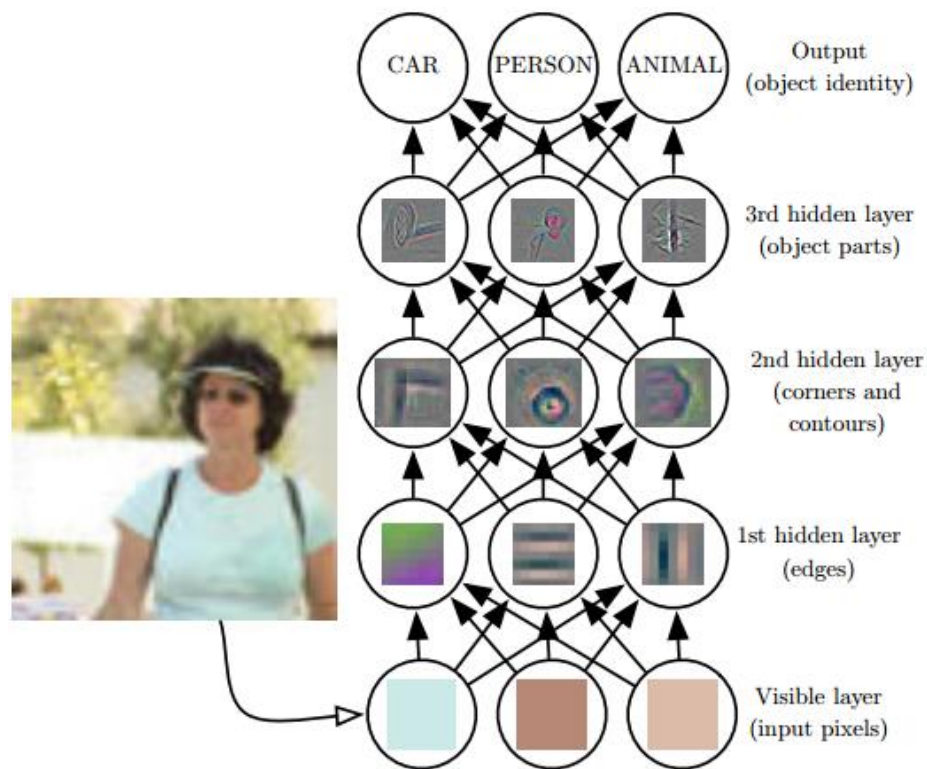 CAR PERSON ANIMAL
Output
(object identity)
3rd hidden layer
(object parts)
2nd hidden layer
(corners and
contours)
1st hidden layer
(edges)
Visible layer
(input pixels)